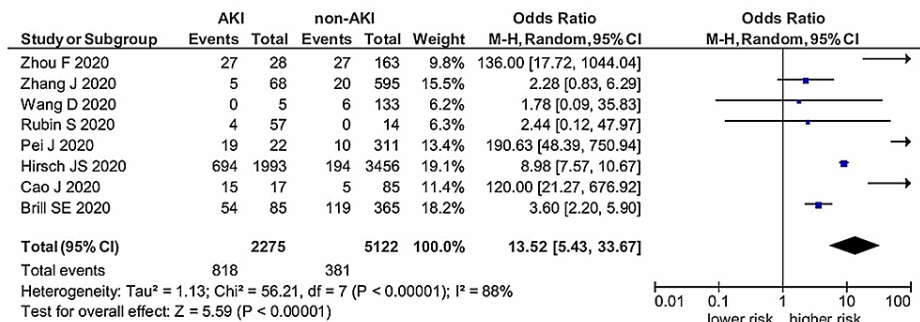 AKI non-AKI Odds Ratio Odds Ratio
Study or Subgroup Events Total Events Total Weight M-H, Random, 95% CI M-H, Random, 95% CI
Zhou F 2020 27 28 27 163 9.8% 136.00 [17.72, 1044.04]
Zhang J 2020 5 68 20 595 15.5% 2.28 [0.83, 6.29]
Wang D 2020 0 5 6 133 6.2% 1.78 [0.09, 35.83]
Rubin S 2020 4 57 0 14 6.3% 2.44 [0.12, 47.97]
Pei J 2020 19 22 10 311 13.4% 190.63 [48.39, 750.94]
Hirsch JS 2020 694 1993 194 3456 19.1% 8.98 [7.57, 10.67]
Cao J 2020 15 17 5 85 11.4% 120.00 [21.27, 676.92]
Brill SE 2020 54 85 119 365 18.2% 3.60 [2.20, 5.90]
Total (95% CI) 2275 5122 100.0% 13.52 [5.43, 33.67]
Total events 818 381
Heterogeneity: Tau² = 1.13; Chi² = 56.21, df = 7 (P < 0.00001); I² = 88%
Test for overall effect: Z = 5.59 (P < 0.00001)
0.01 0.1 1 10 100
lower risk higher risk